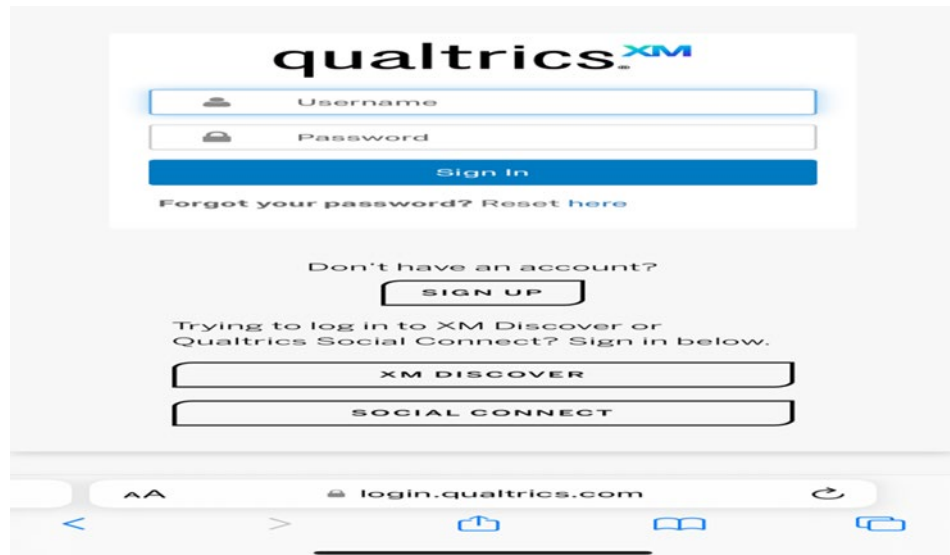 qualtrics.XM
Username
Password
Sign In
Forgot your password? Reset here
Don't have an account?
SIGN UP
Trying to log in to XM Discover or
Qualtrics Social Connect? Sign in below.
XM DISCOVER
SOCIAL CONNECT
AA login.qualtrics.com